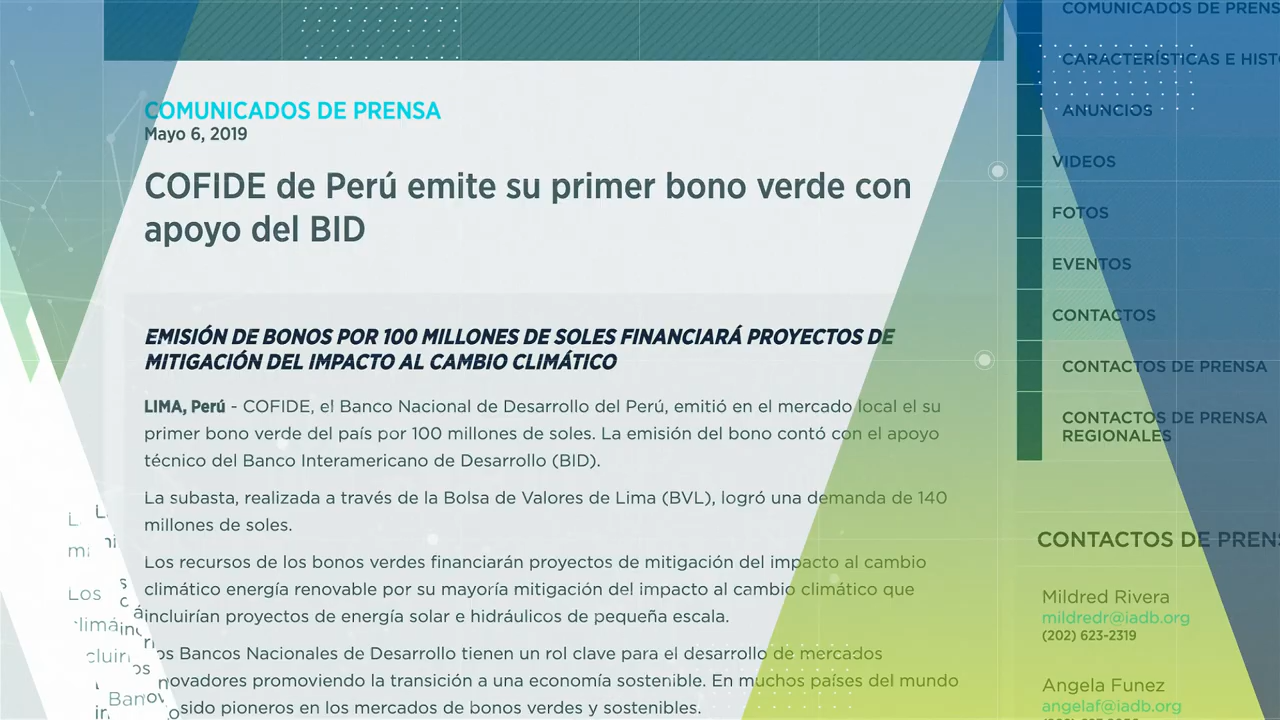 COMUNICADOS DE PRENSA
Mayo 6, 2019
COFIDE de Perú emite su primer bono verde con
apoyo del BID
EMISIÓN DE BONOS POR 100 MILLONES DE SOLES FINANCIARÁ PROYECTOS DE
MITIGACIÓN DEL IMPACTO AL CAMBIO CLIMÁTICO
LIMA, Perú - COFIDE, el Banco Nacional de Desarrollo del Perú, emitió en el mercado local el su
primer bono verde del país por 100 millones de soles. La emisión del bono contó con el apoyo
técnico del Banco Interamericano de Desarrollo (BID).
La subasta, realizada a través de la Bolsa de Valores de Lima (BVL), logró una demanda de 140
millones de soles.
Los recursos de los bonos verdes financiarán proyectos de mitigación del impacto al cambio
climático energía renovable por su mayoría mitigación del impacto al cambio climático que
incluirían proyectos de energía solar e hidráulicos de pequeña escala.
os Bancos Nacionales de Desarrollo tienen un rol clave para el desarrollo de mercados
ovadores promoviendo la transición a una economía sostenible. En muchos países del mundo
sido pioneros en los mercados de bonos verdes y sostenibles.
COMUNICADOS DE PRENS
CARACTERÍSTICAS E HIST
ANUNCIOS
VIDEOS
FOTOS
EVENTOS
CONTACTOS
CONTACTOS DE PRENSA
CONTACTOS DE PRENSA
REGIONALES
CONTACTOS DE PRENS
Mildred Rivera
mildredr@iadb.org
(202) 623-2319
Angela Funez
angelaf@iadb.org